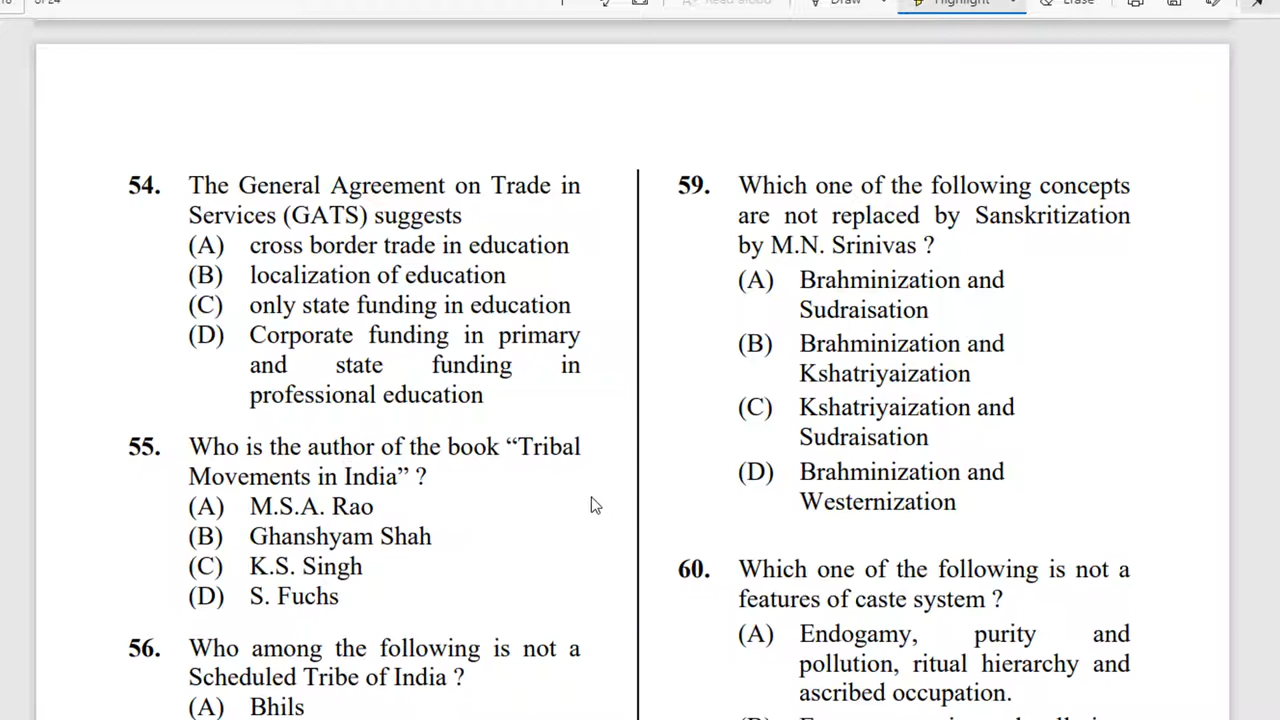 of 24
Draw
Highlight
Erase
54. The General Agreement on Trade in
Services (GATS) suggests
(A) cross border trade in education
(B) localization of education
(C) only state funding in education
(D) Corporate funding in primary
and state funding in
professional education
55. Who is the author of the book “Tribal
Movements in India” ?
(A) M.S.A. Rao
(B) Ghanshyam Shah
(C) K.S. Singh
(D) S. Fuchs
56. Who among the following is not a
Scheduled Tribe of India ?
(A) Bhils
59. Which one of the following concepts
are not replaced by Sanskritization
by M.N. Srinivas ?
(A) Brahminization and
Sudraisation
(B) Brahminization and
Kshatriyaization
(C) Kshatriyaization and
Sudraisation
(D) Brahminization and
Westernization
60. Which one of the following is not a
features of caste system ?
(A) Endogamy, purity and
pollution, ritual hierarchy and
ascribed occupation.